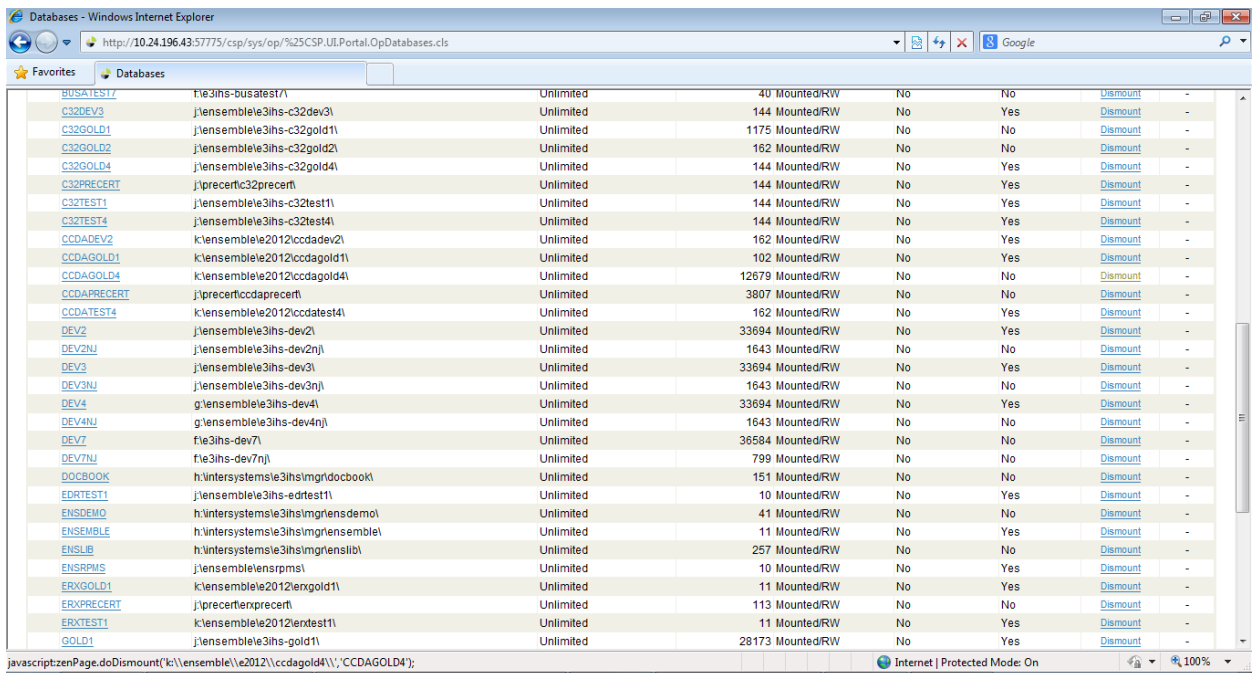 Databases - Windows Internet Explorer
http://10.24.196.43:57775/csp/sys/op/%25CSP.UI.Portal.OpDatabases.cls
Google
Favorites Databases
BUSATEST7 f:\e3ihs-busatest7\ Unlimited 40 Mounted/RW No No Dismount -
C32DEV3 j:\ensemble\e3ihs-c32dev3\ Unlimited 144 Mounted/RW No Yes Dismount -
C32GOLD1 j:\ensemble\e3ihs-c32gold1\ Unlimited 1175 Mounted/RW No No Dismount -
C32GOLD2 j:\ensemble\e3ihs-c32gold2\ Unlimited 162 Mounted/RW No No Dismount -
C32GOLD4 j:\ensemble\e3ihs-c32gold4\ Unlimited 144 Mounted/RW No Yes Dismount -
C32PRECERT j:\precert\c32precert\ Unlimited 144 Mounted/RW No Yes Dismount -
C32TEST1 j:\ensemble\e3ihs-c32test1\ Unlimited 144 Mounted/RW No Yes Dismount -
C32TEST4 j:\ensemble\e3ihs-c32test4\ Unlimited 144 Mounted/RW No Yes Dismount -
CCDADEV2 k:\ensemble\e2012\ccdadev2\ Unlimited 162 Mounted/RW No Yes Dismount -
CCDAGOLD1 k:\ensemble\e2012\ccdagold1\ Unlimited 102 Mounted/RW No Yes Dismount -
CCDAGOLD4 k:\ensemble\e2012\ccdagold4\ Unlimited 12679 Mounted/RW No No Dismount -
CCDAPRECERT j:\precert\ccdaprecert\ Unlimited 3807 Mounted/RW No No Dismount -
CCDATEST4 k:\ensemble\e2012\ccdatest4\ Unlimited 162 Mounted/RW No Yes Dismount -
DEV2 j:\ensemble\e3ihs-dev2\ Unlimited 33694 Mounted/RW No Yes Dismount -
DEV2NJ j:\ensemble\e3ihs-dev2nj\ Unlimited 1643 Mounted/RW No No Dismount -
DEV3 j:\ensemble\e3ihs-dev3\ Unlimited 33694 Mounted/RW No Yes Dismount -
DEV3NJ j:\ensemble\e3ihs-dev3nj\ Unlimited 1643 Mounted/RW No No Dismount -
DEV4 g:\ensemble\e3ihs-dev4\ Unlimited 33694 Mounted/RW No Yes Dismount -
DEV4NJ g:\ensemble\e3ihs-dev4nj\ Unlimited 1643 Mounted/RW No No Dismount -
DEV7 f:\e3ihs-dev7\ Unlimited 36584 Mounted/RW No No Dismount -
DEV7NJ f:\e3ihs-dev7nj\ Unlimited 799 Mounted/RW No No Dismount -
DOCBOOK h:\intersystems\e3ihs\mgr\docbook\ Unlimited 151 Mounted/RW No No Dismount -
EDRTEST1 j:\ensemble\e3ihs-edrtest1\ Unlimited 10 Mounted/RW No Yes Dismount -
ENSDEMO h:\intersystems\e3ihs\mgr\ensdemo\ Unlimited 41 Mounted/RW No No Dismount -
ENSEMBLE h:\intersystems\e3ihs\mgr\ensemble\ Unlimited 11 Mounted/RW No Yes Dismount -
ENSLIB h:\intersystems\e3ihs\mgr\enslib\ Unlimited 257 Mounted/RW No No Dismount -
ENSRPMS j:\ensemble\ensrpms\ Unlimited 10 Mounted/RW No Yes Dismount -
ERXGOLD1 k:\ensemble\e2012\erxgold1\ Unlimited 11 Mounted/RW No Yes Dismount -
ERXPRECERT j:\precert\erxprecert\ Unlimited 113 Mounted/RW No No Dismount -
ERXTEST1 k:\ensemble\e2012\erxtest1\ Unlimited 11 Mounted/RW No Yes Dismount -
GOLD1 j:\ensemble\e3ihs-gold1\ Unlimited 28173 Mounted/RW No Yes Dismount -
javascript:zenPage.doDismount('k:\\ensemble\\e2012\\ccdagold4\\','CCDAGOLD4'); Internet | Protected Mode: On 100%